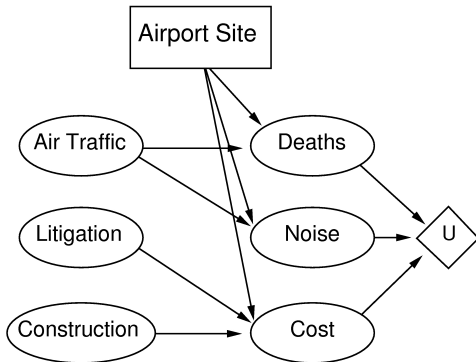 Airport Site
Air Traffic
Deaths
Litigation
Noise
U
Construction
Cost